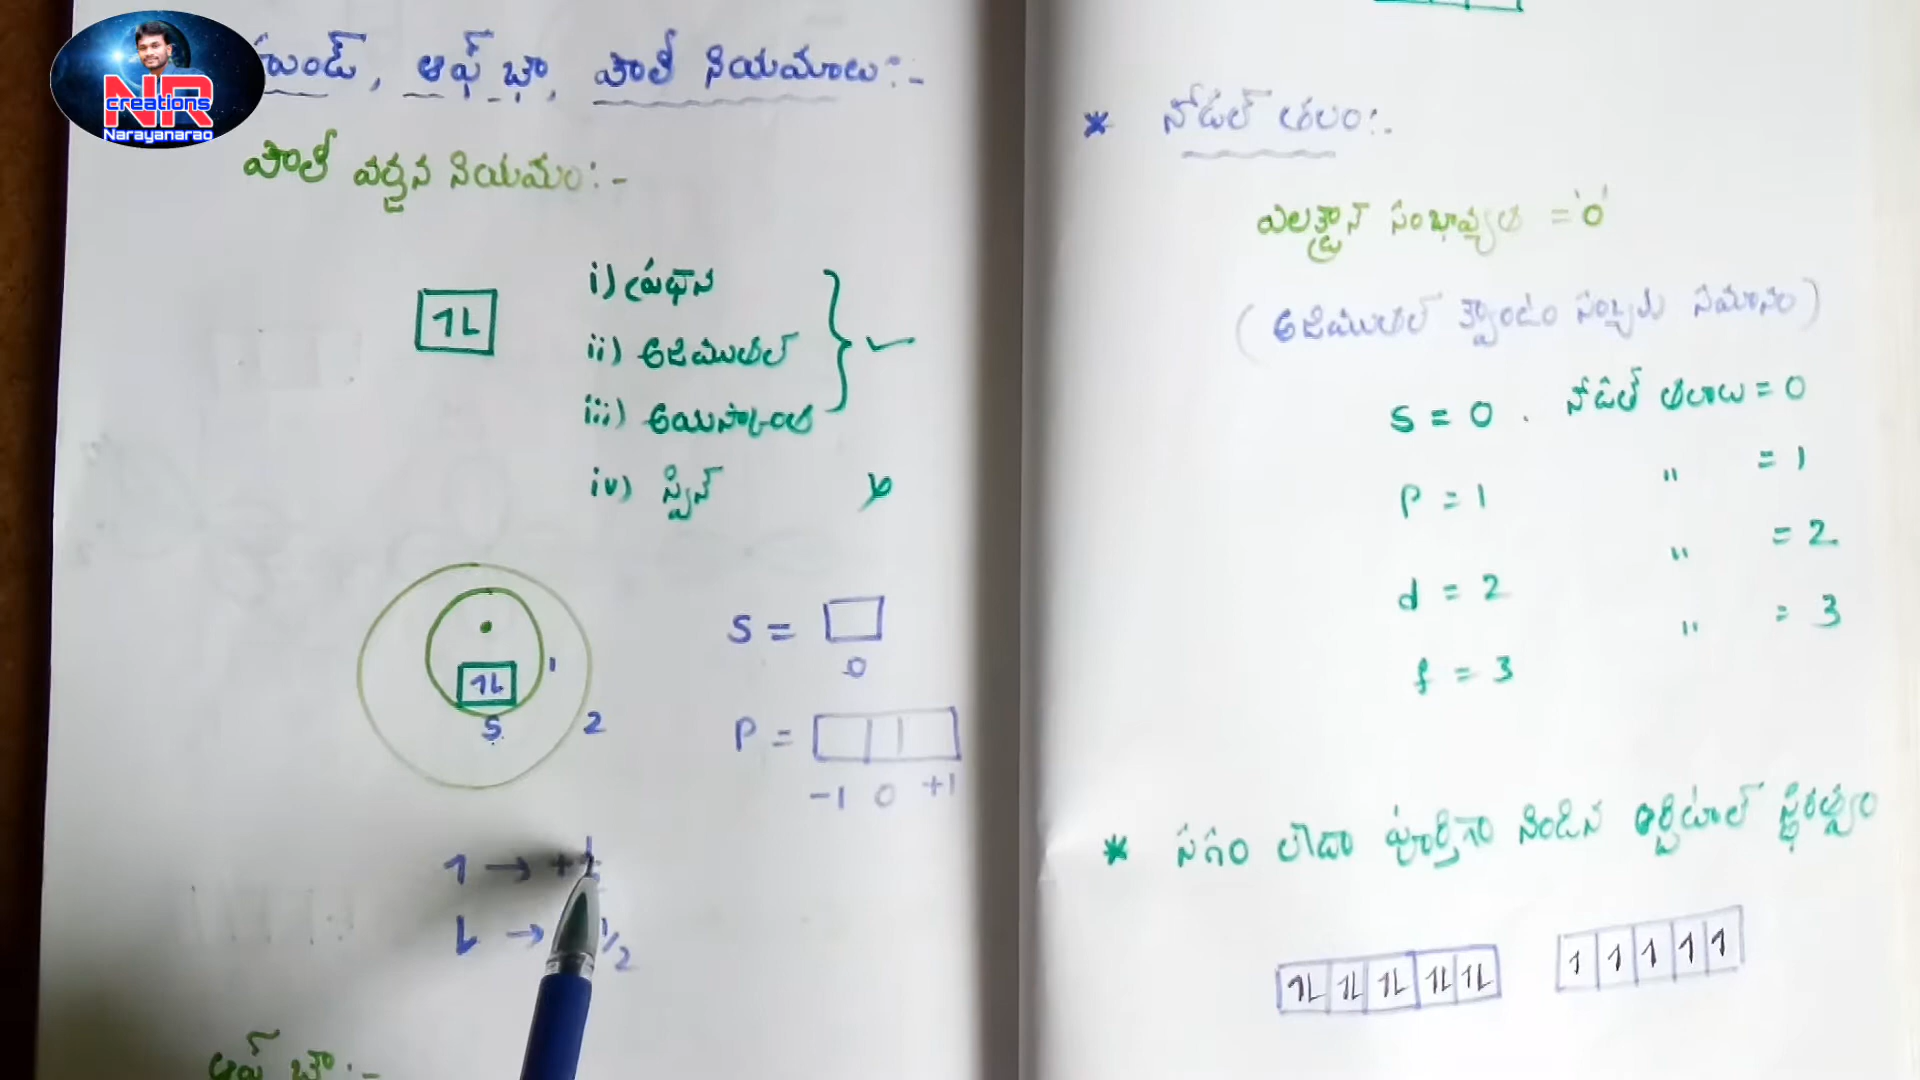 NR
creations
Narayanarao
హుండ్, ఆఫ్ బౌ, పౌలీ నియమాలు:-
పౌలీ వర్జన నియమం:-
1L
i) ప్రధాన
ii) అజిముతల్
iii) అయస్కాంత
iv) స్పిన్
1L
S
1
2
S =
0
P =
-1 0 +1
1 → +1/2
L → 1/2
ఆఫ్ బౌ:-
* నోడల్ తలం:-
ఎలక్ట్రాన్ సంభావ్యత = '0'
(అజిముతల్ క్వాంటం సంఖ్యకు సమానం)
S = 0. నోడల్ తలాలు = 0
P = 1 " = 1
d = 2 " = 2
f = 3 " = 3
* సగం లేదా పూర్తిగా నిండిన ఆర్బిటాల్ స్థిరత్వం
1L 1L 1L 1L 1L 1 1 1 1 1